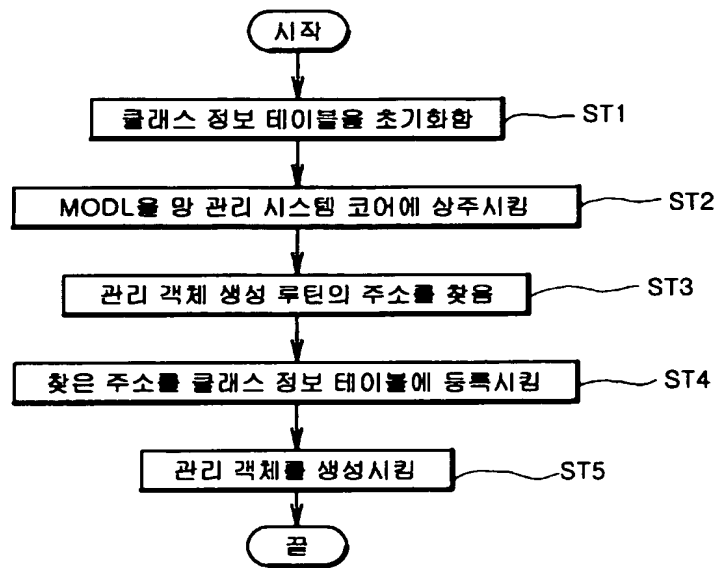 시작
클래스 정보 테이블을 초기화함
ST1
MODL을 망 관리 시스템 코어에 상주시킴
ST2
관리 객체 생성 루틴의 주소를 찾음
ST3
찾은 주소를 클래스 정보 테이블에 등록시킴
ST4
관리 객체를 생성시킴
ST5
끝